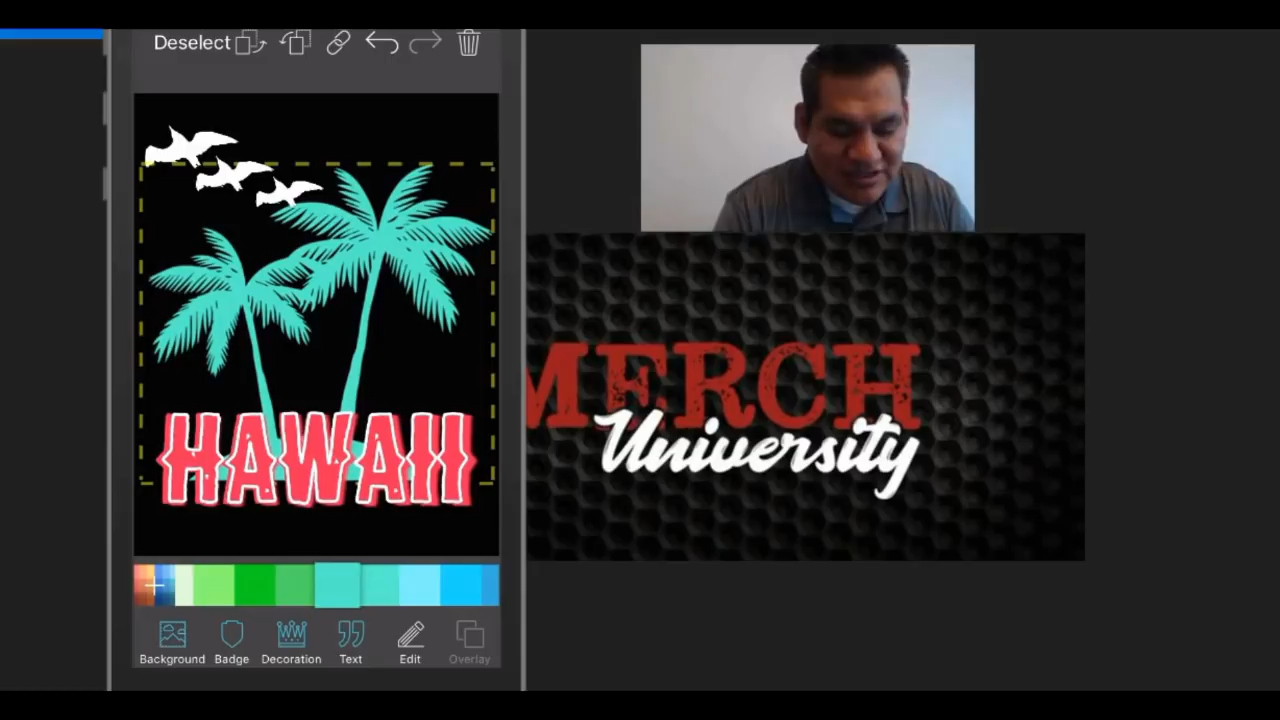 Deselect
HAWAII
Background Badge Decoration Text Edit Overlay
MERCH
University